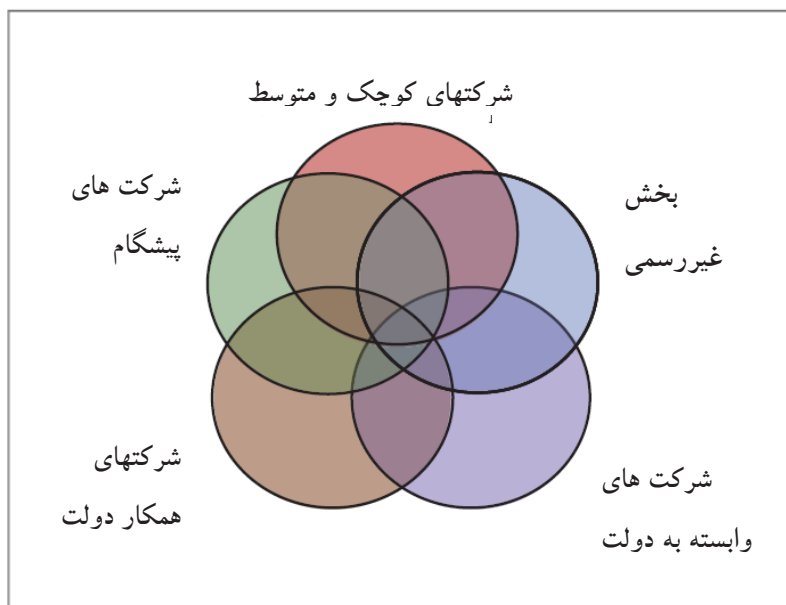 شرکتهای کوچک و متوسط
بخش
غیررسمی
شرکت های
پیشگام
شرکت های
وابسته به دولت
شرکتهای
همکار دولت